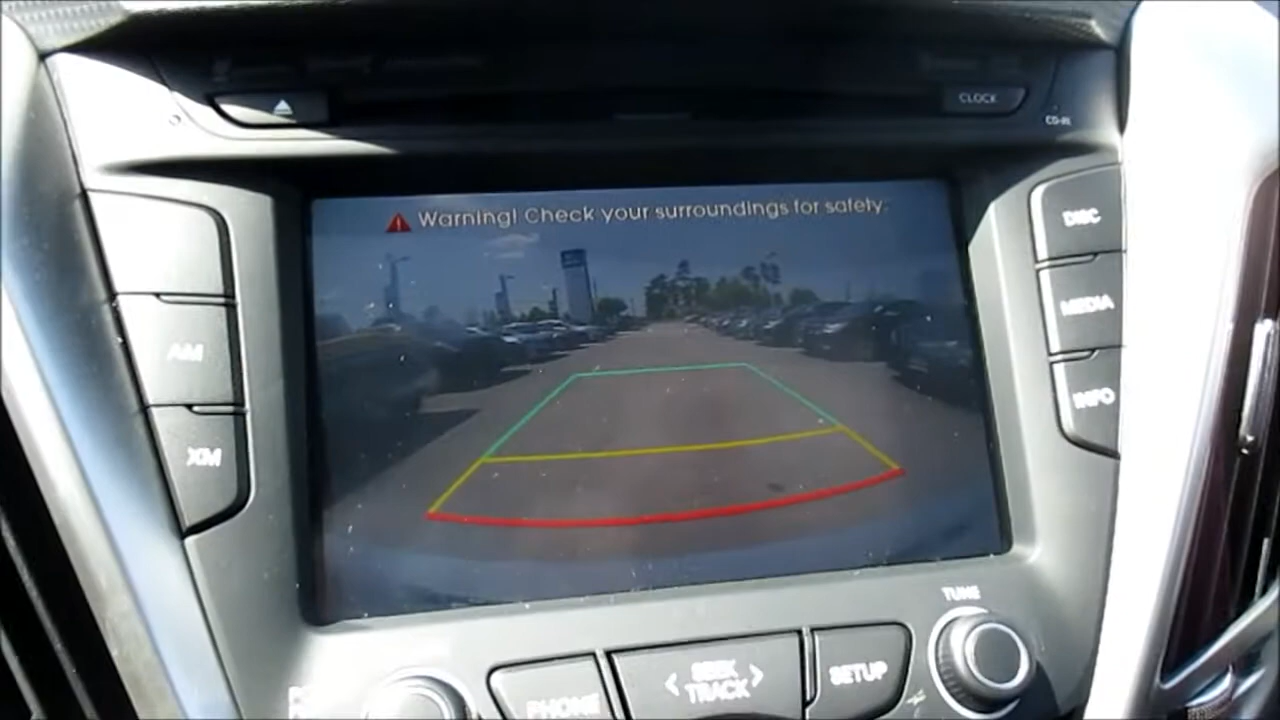 CLOCK
Warning! Check your surroundings for safety.
DISC
MEDIA
INFO
AM
XM
TUNE
PHONE
SEEK
TRACK
SETUP